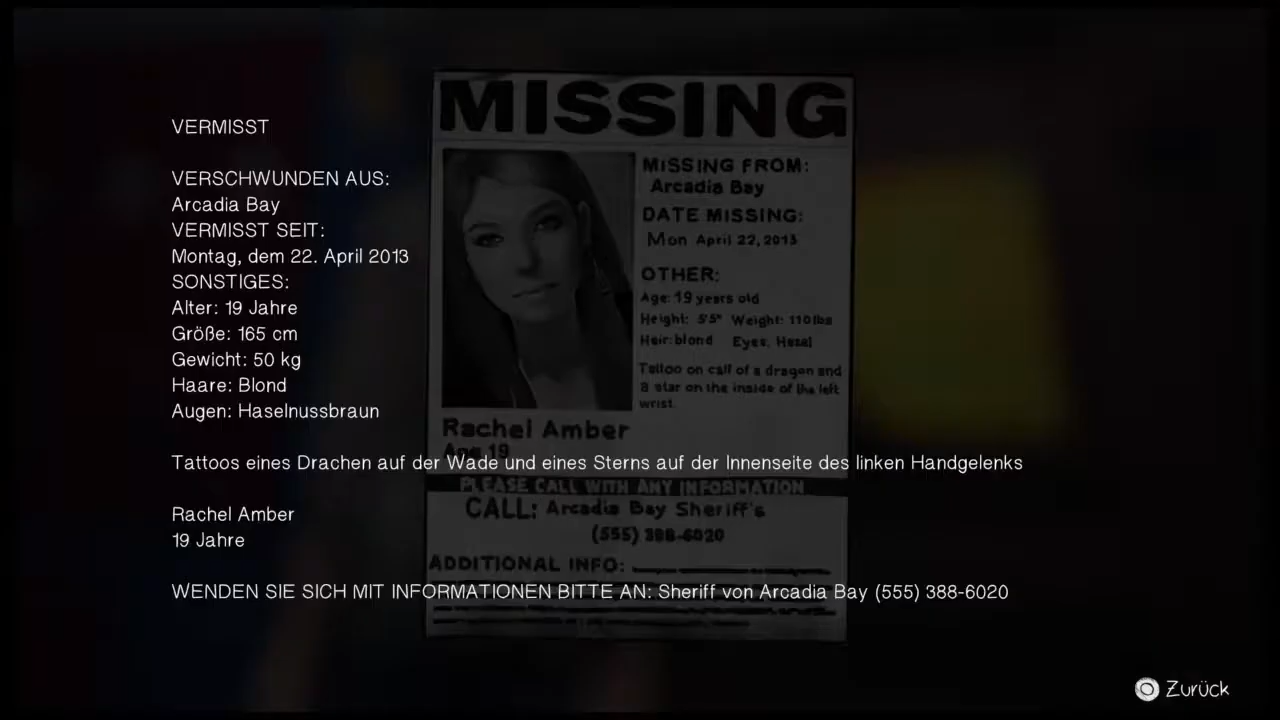 VERMISST
VERSCHWUNDEN AUS:
Arcadia Bay
VERMISST SEIT:
Montag, dem 22. April 2013
SONSTIGES:
Alter: 19 Jahre
Größe: 165 cm
Gewicht: 50 kg
Haare: Blond
Augen: Haselnussbraun
Tattoos eines Drachen auf der Wade und eines Sterns auf der Innenseite des linken Handgelenks
Rachel Amber
19 Jahre
WENDEN SIE SICH MIT INFORMATIONEN BITTE AN: Sheriff von Arcadia Bay (555) 388-6020
MISSING
MISSING FROM:
Arcadia Bay
DATE MISSING:
Mon April 22, 2013
OTHER:
Age: 19 years old
Height: 5'5" Weight: 110 lbs
Hair: blond Eyes: Hazel
Tattoo on calf of a dragon and
a star on the inside of the left
wrist.
Rachel Amber
Age 19
PLEASE CALL WITH ANY INFORMATION
CALL: Arcadia Bay Sheriff's
(555) 388-6020
ADDITIONAL INFO:
Zurück